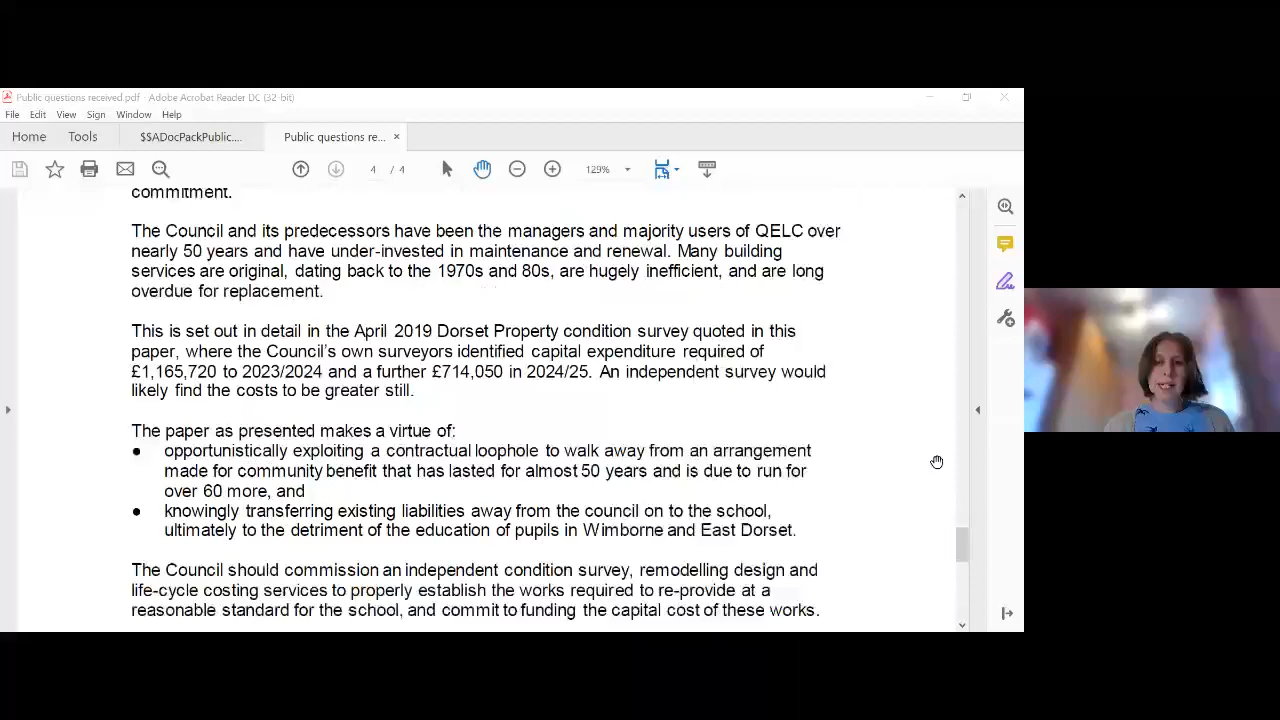 Public questions received.pdf - Adobe Acrobat Reader DC (32-bit)
File Edit View Sign Window Help
Home Tools $$ADocPackPublic.... Public questions re... ×
4 / 4 129%
commitment.
The Council and its predecessors have been the managers and majority users of QELC over
nearly 50 years and have under-invested in maintenance and renewal. Many building
services are original, dating back to the 1970s and 80s, are hugely inefficient, and are long
overdue for replacement.
This is set out in detail in the April 2019 Dorset Property condition survey quoted in this
paper, where the Council's own surveyors identified capital expenditure required of
£1,165,720 to 2023/2024 and a further £714,050 in 2024/25. An independent survey would
likely find the costs to be greater still.
The paper as presented makes a virtue of:
● opportunistically exploiting a contractual loophole to walk away from an arrangement
made for community benefit that has lasted for almost 50 years and is due to run for
over 60 more, and
● knowingly transferring existing liabilities away from the council on to the school,
ultimately to the detriment of the education of pupils in Wimborne and East Dorset.
The Council should commission an independent condition survey, remodelling design and
life-cycle costing services to properly establish the works required to re-provide at a
reasonable standard for the school, and commit to funding the capital cost of these works.